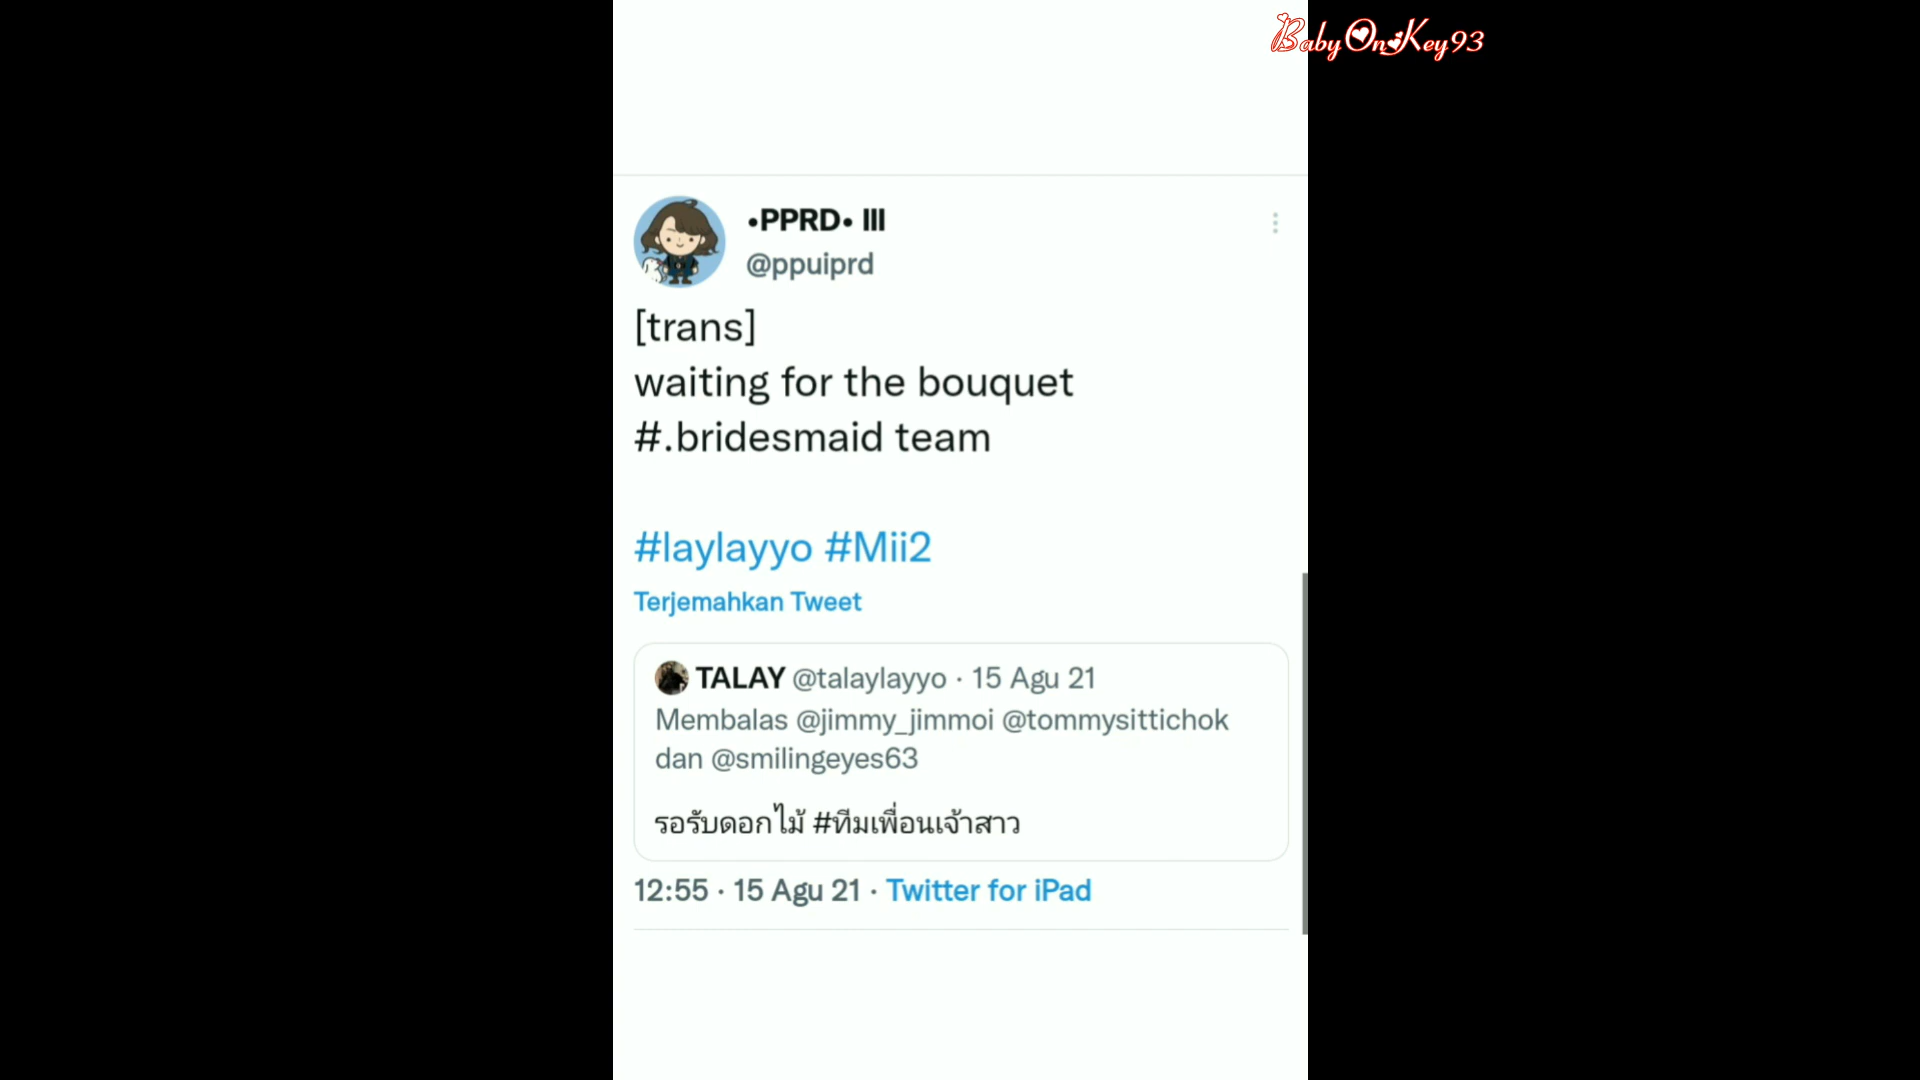 BabyOnKey93
•PPRD• III
@ppuiprd
[trans]
waiting for the bouquet
#.bridesmaid team
#laylayyo #Mii2
Terjemahkan Tweet
TALAY @talaylayyo · 15 Agu 21
Membalas @jimmy_jimmoi @tommysittichok
dan @smilingeyes63
รอรับดอกไม้ #ทีมเพื่อนเจ้าสาว
12:55 · 15 Agu 21 · Twitter for iPad